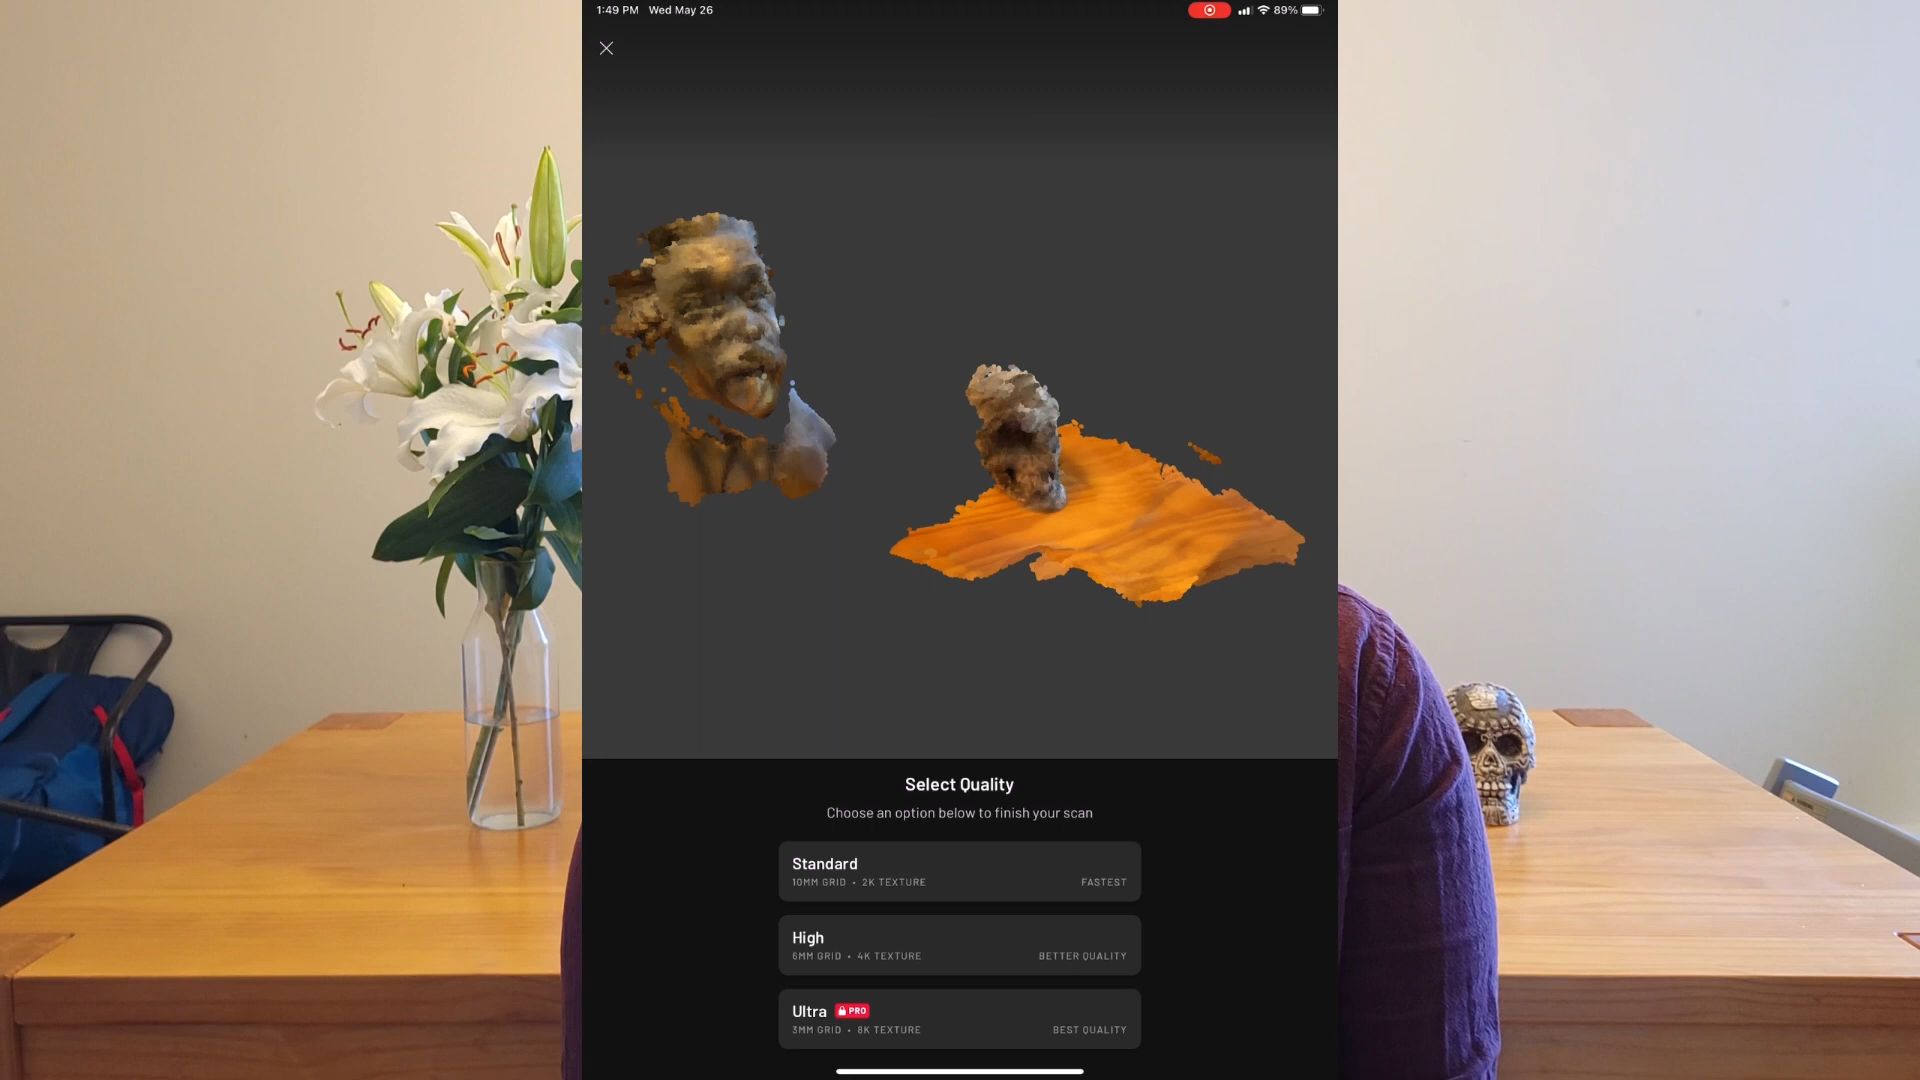 1:49 PM Wed May 26
89%
Select Quality
Choose an option below to finish your scan
Standard
10MM GRID • 2K TEXTURE
FASTEST
High
6MM GRID • 4K TEXTURE
BETTER QUALITY
Ultra PRO
3MM GRID • 8K TEXTURE
BEST QUALITY